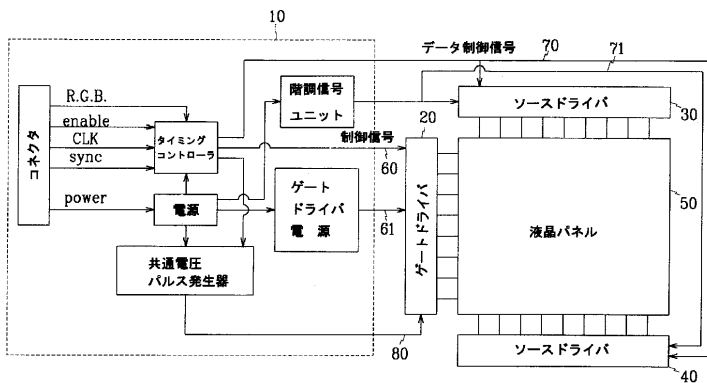 10
データ制御信号
70
71
コネクタ
R.G.B.
enable
CLK
sync
power
タイミング
コントローラ
階調信号
ユニット
制御信号
60
20
ソースドライバ
30
電源
ゲート
ドライバ
電 源
61
ゲートドライバ
液晶パネル
50
共通電圧
パルス発生器
80
ソースドライバ
40